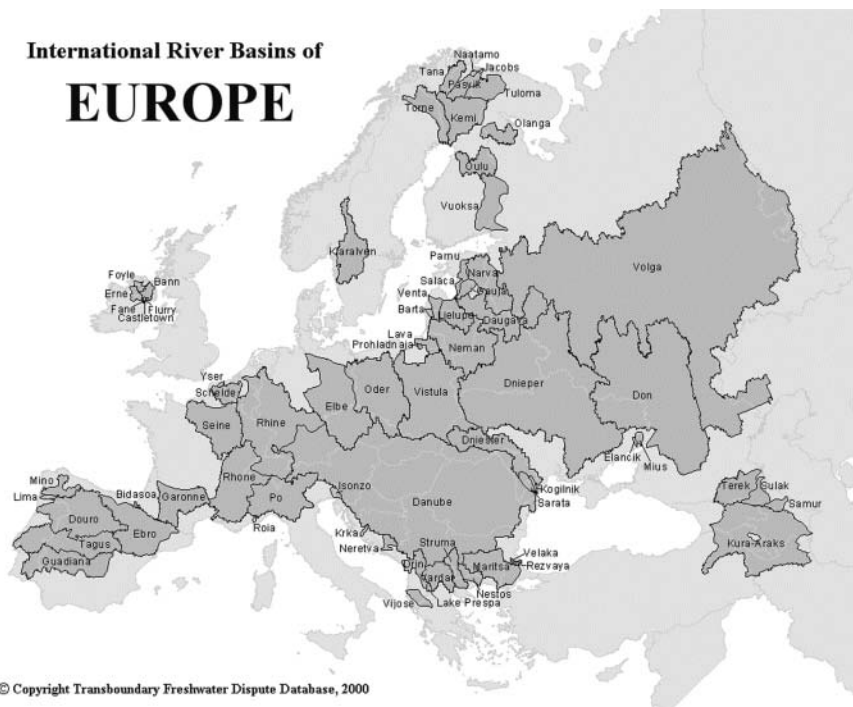 International River Basins of
EUROPE
Naatamo
Jacobs
Tana
Pasvik
Tuloma
Torne
Kemi
Olanga
Oulu
Vuoksa
Klaralven
Volga
Parnu
Narva
Salaca
Gauja
Venta
Barta
Lielupe
Daugava
Lava
Prohladnaja
Neman
Foyle
Bann
Erne
Fane
Flurry
Castletown
Yser
Schelde
Seine
Rhine
Elbe
Oder
Vistula
Dnieper
Don
Dniester
Elancik
Mius
Kogilnik
Sarata
Rhone
Po
Isonzo
Danube
Mino
Lima
Bidasoa
Garonne
Douro
Ebro
Tagus
Guadiana
Roia
Krka
Neretva
Struma
Drin
Vardar
Maritsa
Velaka
Rezvaya
Nestos
Lake Prespa
Vijose
Terek
Sulak
Samur
Kura-Araks
© Copyright Transboundary Freshwater Dispute Database, 2000